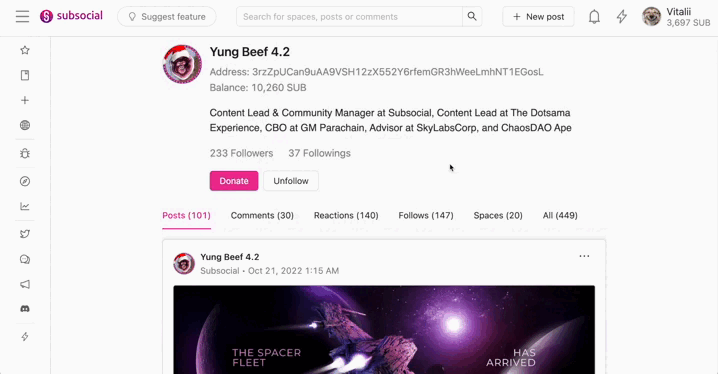 subsocial
Suggest feature
Search for spaces, posts or comments
+ New post
Vitalii
3,697 SUB
Yung Beef 4.2
Address: 3rzZpUCan9uAA9VSH12zX552Y6rfemGR3hWeeLmhNT1EGosL
Balance: 10,260 SUB
Content Lead & Community Manager at Subsocial, Content Lead at The Dotsama
Experience, CBO at GM Parachain, Advisor at SkyLabsCorp, and ChaosDAO Ape
233 Followers 37 Followings
Donate Unfollow
Posts (101) Comments (30) Reactions (140) Follows (147) Spaces (20) All (449)
Yung Beef 4.2
Subsocial • Oct 21, 2022 1:15 AM
THE SPACER
FLEET
HAS
ARRIVED